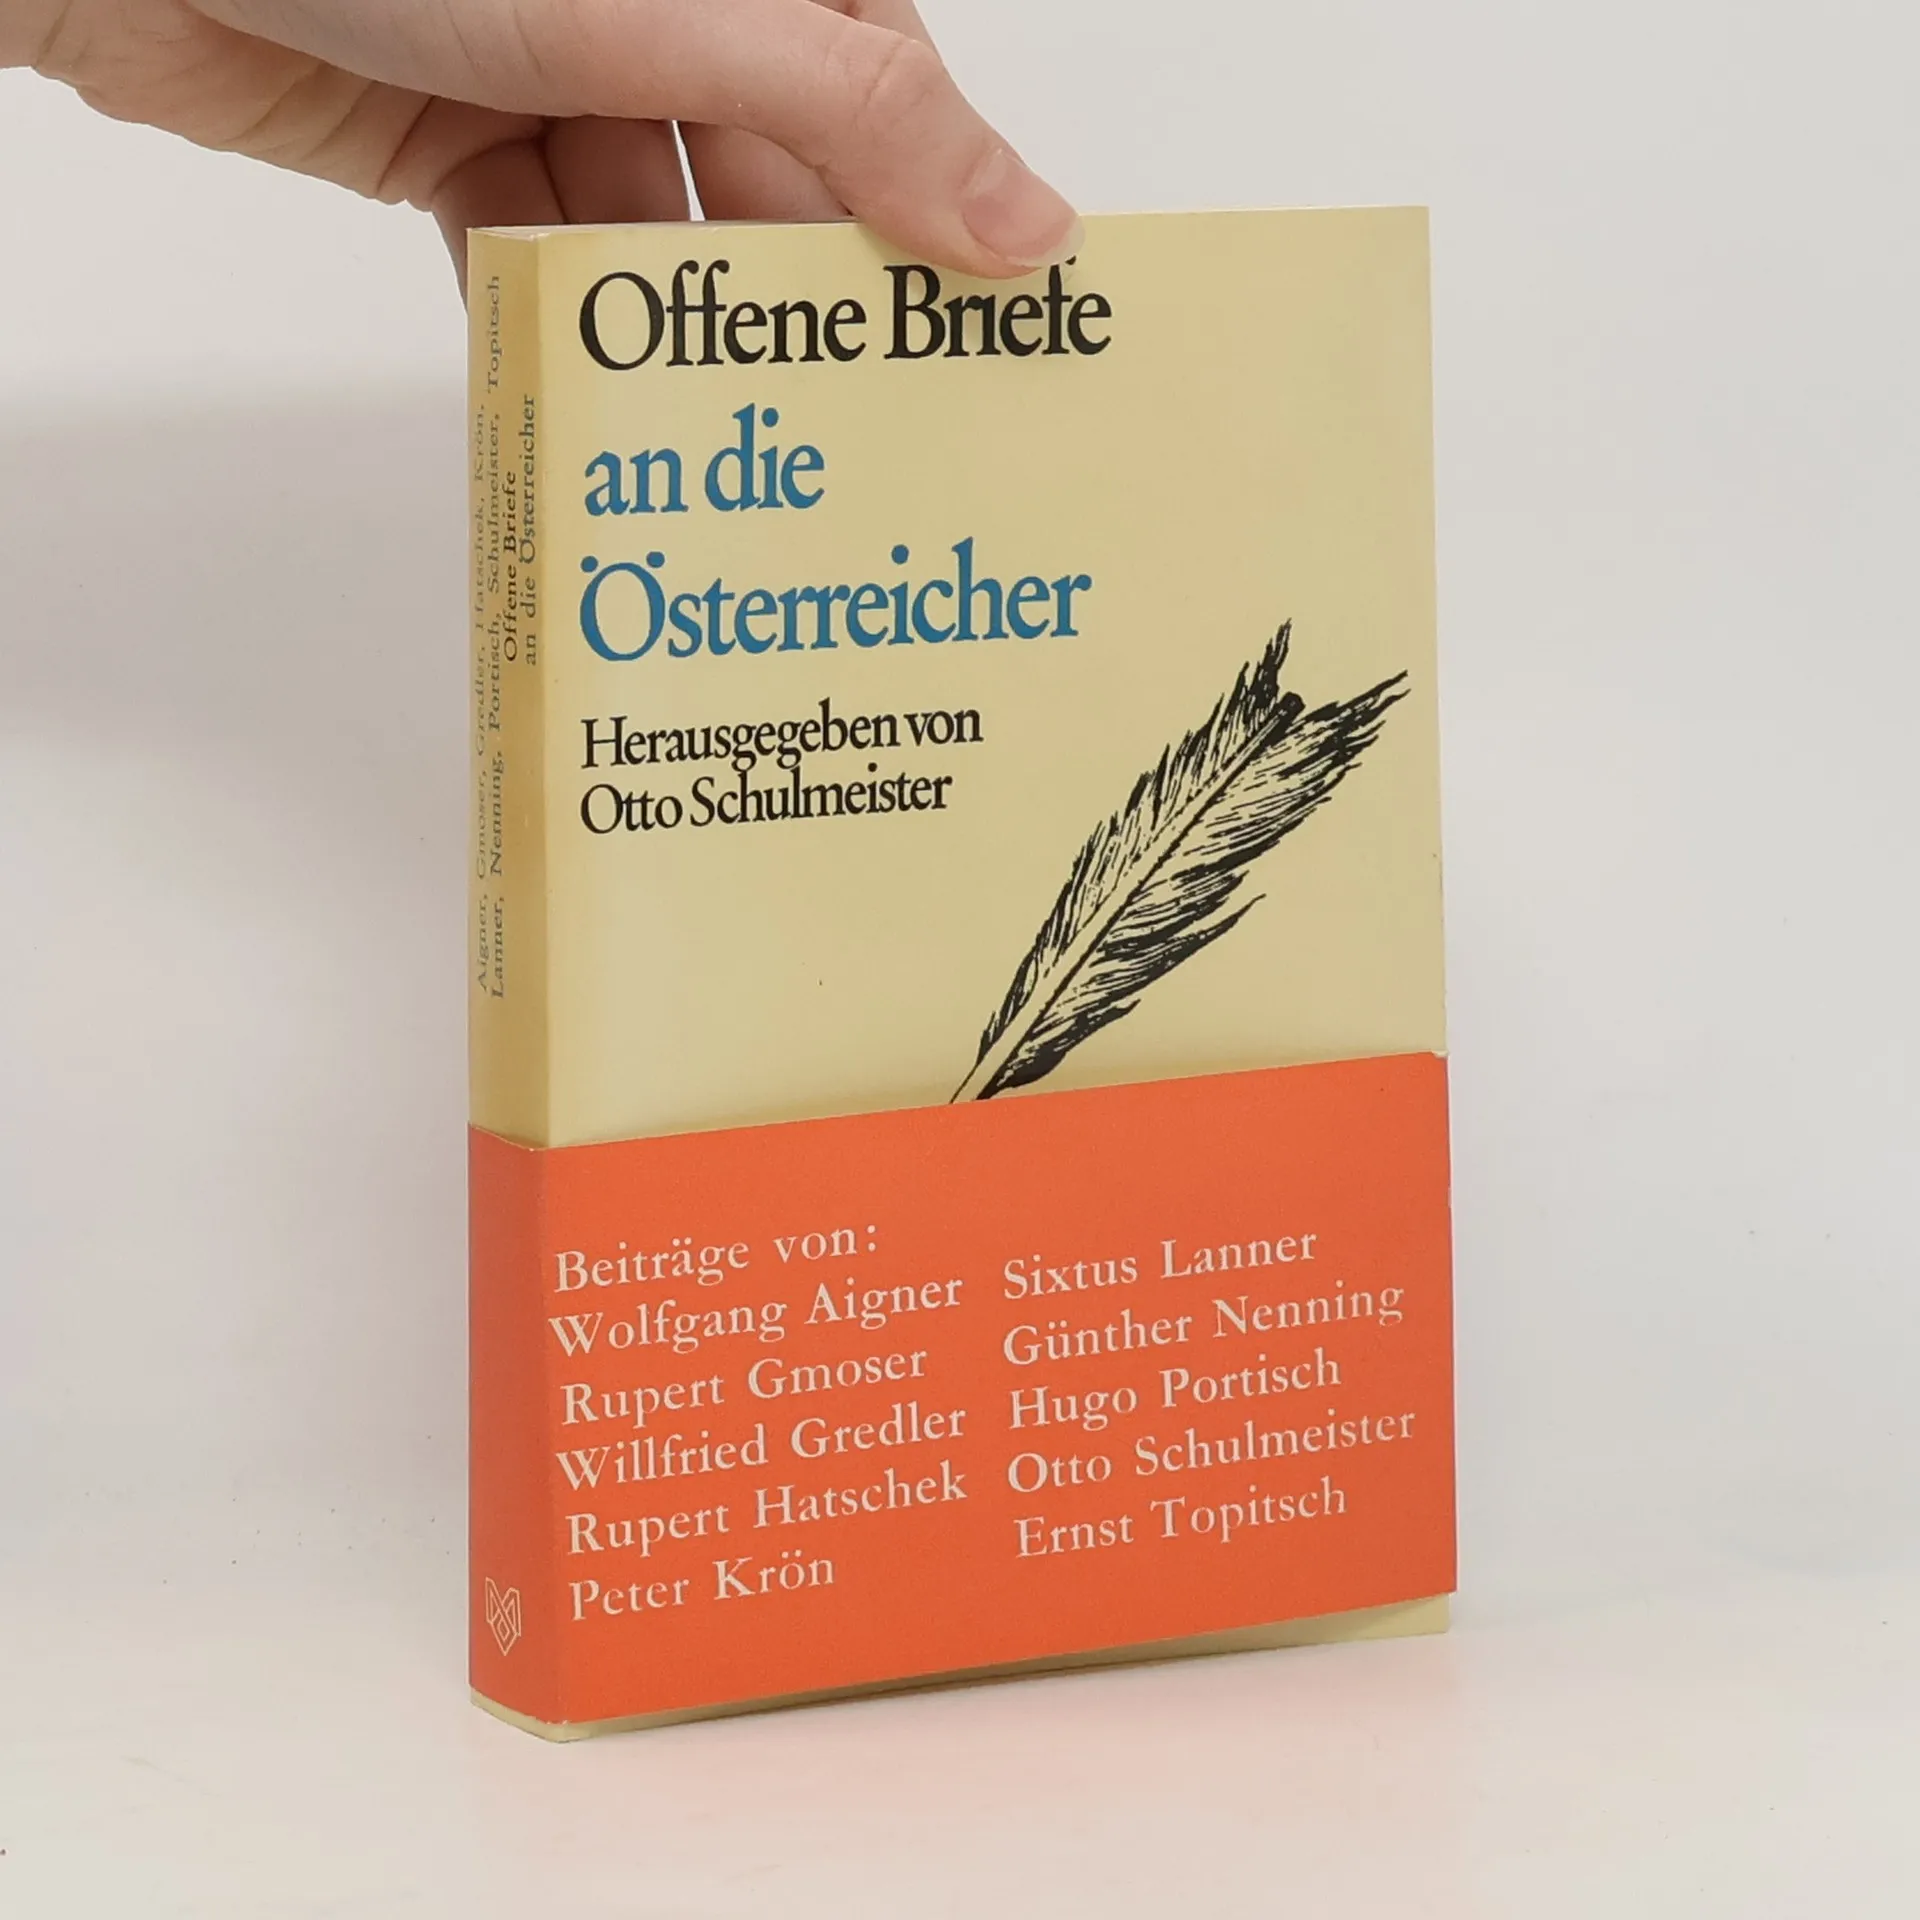 Offene Briefe
an die
Österreicher
Herausgegeben von
Otto Schulmeister
Beiträge von:
Wolfgang Aigner
Rupert Gmoser
Willfried Gredler
Rupert Hatschek
Peter Krön
Sixtus Lanner
Günther Nenning
Hugo Portisch
Otto Schulmeister
Ernst Topitsch
Aigner, Gmoser, Gredler, Hatschek, Krön,
Lanner, Nenning, Portisch, Schulmeister, Topitsch
Offene Briefe
an die Österreicher